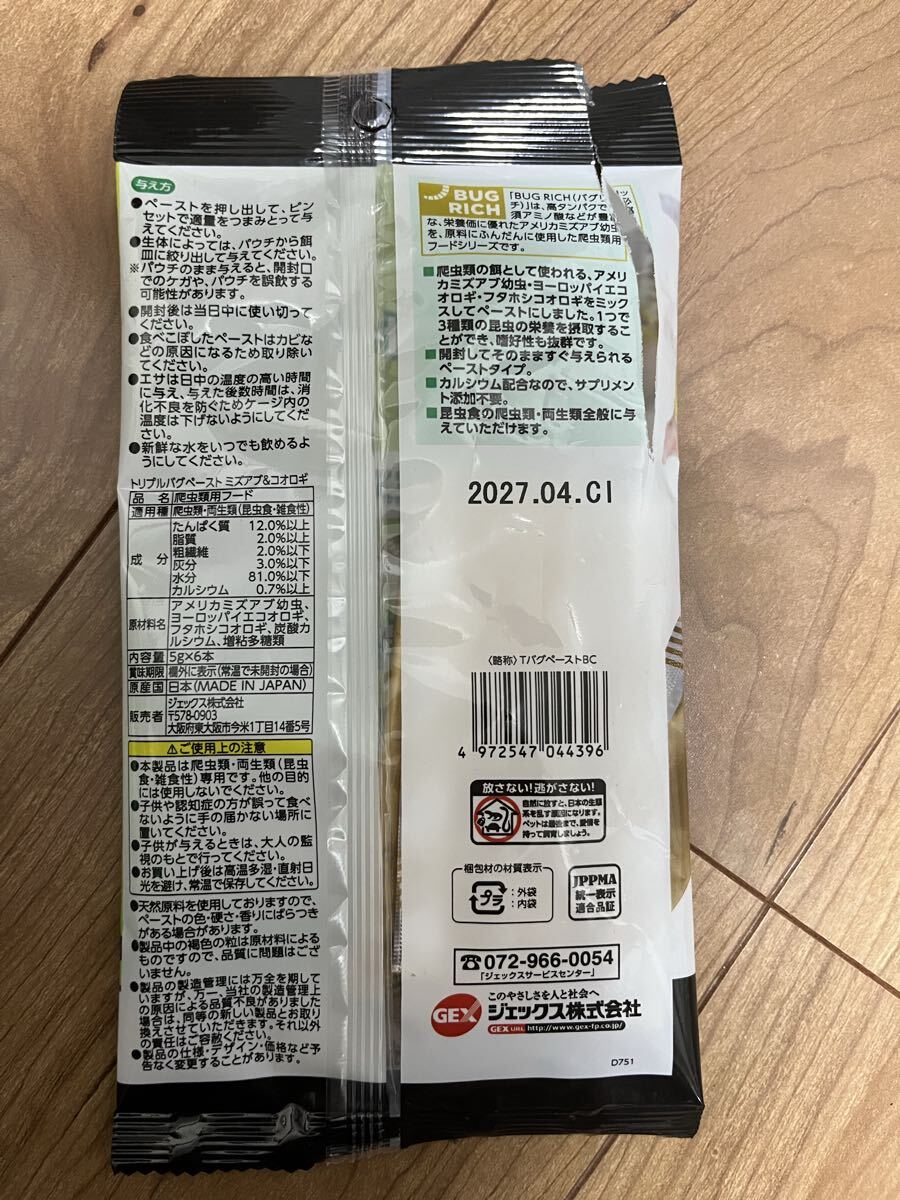 与え方
●ペーストを押し出して、ピン
セットで適量をつまみとって与
えてください。
●生体によっては、パウチから餌
皿に絞り出して与えてください。
※パウチのまま与えると、開封口
でのケガや、パウチを誤飲する
可能性があります。
●開封後は当日中に使い切って
ください。
●食べこぼしたペーストはカビな
どの原因になるため取り除い
てください。
●エサは日中の温度の高い時間
に与え、与えた後数時間は、消
化不良を防ぐためケージ内の
温度は下げないようにしてくだ
さい。
●新鮮な水をいつでも飲めるよ
うにしてください。
トリプルバグペースト ミズアブ&コオロギ
品 名 爬虫類用フード
適用種 爬虫類・両生類(昆虫食・雑食性)
成 分
たんぱく質 12.0%以上
脂質 2.0%以上
粗繊維 2.0%以下
灰分 3.0%以下
水分 81.0%以下
カルシウム 0.7%以上
原材料名
アメリカミズアブ幼虫、
ヨーロッパイエコオロギ、
フタホシコオロギ、炭酸カ
ルシウム、増粘多糖類
内容量 5g×6本
賞味期限 欄外に表示(常温で未開封の場合)
原産国 日本(MADE IN JAPAN)
販売者
ジェックス株式会社
〒578-0903
大阪府東大阪市今米1丁目14番5号
⚠ご使用上の注意
●本製品は爬虫類・両生類(昆虫
食・雑食性)専用です。他の目的
には使用しないでください。
●子供や認知症の方が誤って食べ
ないように手の届かない場所に
置いてください。
●子供が与えるときは、大人の監
視のもとで行ってください。
●お買い上げ後は高温多湿・直射日
光を避け、常温で保存してください。
●天然原料を使用しておりますので、
ペーストの色・硬さ・香りにばらつき
がある場合があります。
●製品中の褐色の粒は原材料による
ものですので、品質に問題はござ
いません。
●製品の製造管理には万全を期して
いますが、万一、当社の製造管理上
の原因による品質不良がありました
場合は、同等の新しい製品とお取り
換えさせていただきます。それ以外
の責任はご容赦ください。
●製品の仕様・デザイン・価格など予
告なく変更することがあります。
BUG
RICH
「BUG RICH(バグリッ
チ)」は、高タンパクで
須アミノ酸などが豊
な、栄養価に優れたアメリカミズアブ幼虫
を、原料にふんだんに使用した爬虫類用
フードシリーズです。
■爬虫類の餌として使われる、アメリ
カミズアブ幼虫・ヨーロッパイエコ
オロギ・フタホシコオロギをミック
スしてペーストにしました。1つで
3種類の昆虫の栄養を摂取するこ
とができ、嗜好性も抜群です。
■開封してそのまますぐ与えられる
ペーストタイプ。
■カルシウム配合なので、サプリメン
ト添加不要。
■昆虫食の爬虫類・両生類全般に与
えていただけます。
2027.04.CI
〈略称〉TバグペーストBC
4 972547 044396
放さない!逃がさない!
自然に放すと、日本の生態
系を乱す原因になります。
ペットは最後まで、愛情を
持って飼育しましょう。
梱包材の材質表示
プラ
:外袋
:内袋
JPPMA
統一表示
適合品証
☎072-966-0054
「ジェックスサービスセンター」
このやさしさを人と社会へ
GEX ジェックス株式会社
GEX URL http://www.gex-fp.co.jp/
D751